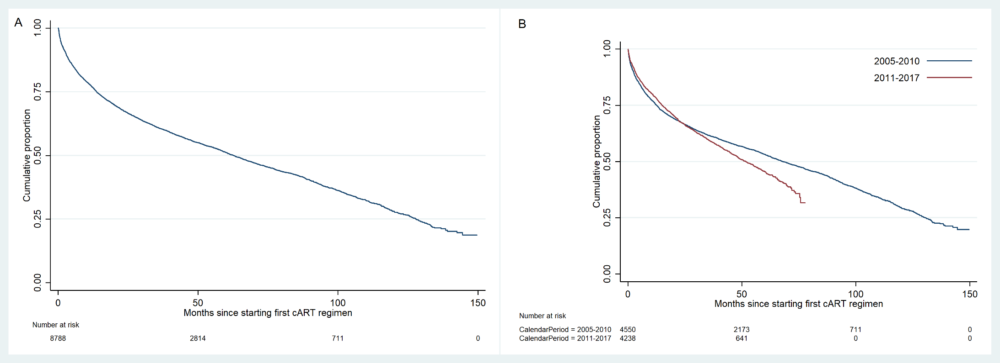 A
1.00
0.75
0.50
0.25
0.00
Cumulative proportion
0 50 100 150
Months since starting first cART regimen
Number at risk
8788 2814 711 0
B
1.00
0.75
0.50
0.25
0.00
Cumulative proportion
2005-2010
2011-2017
0 50 100 150
Months since starting first cART regimen
Number at risk
CalendarPeriod = 2005-2010 4550 2173 711 0
CalendarPeriod = 2011-2017 4238 641 0 0